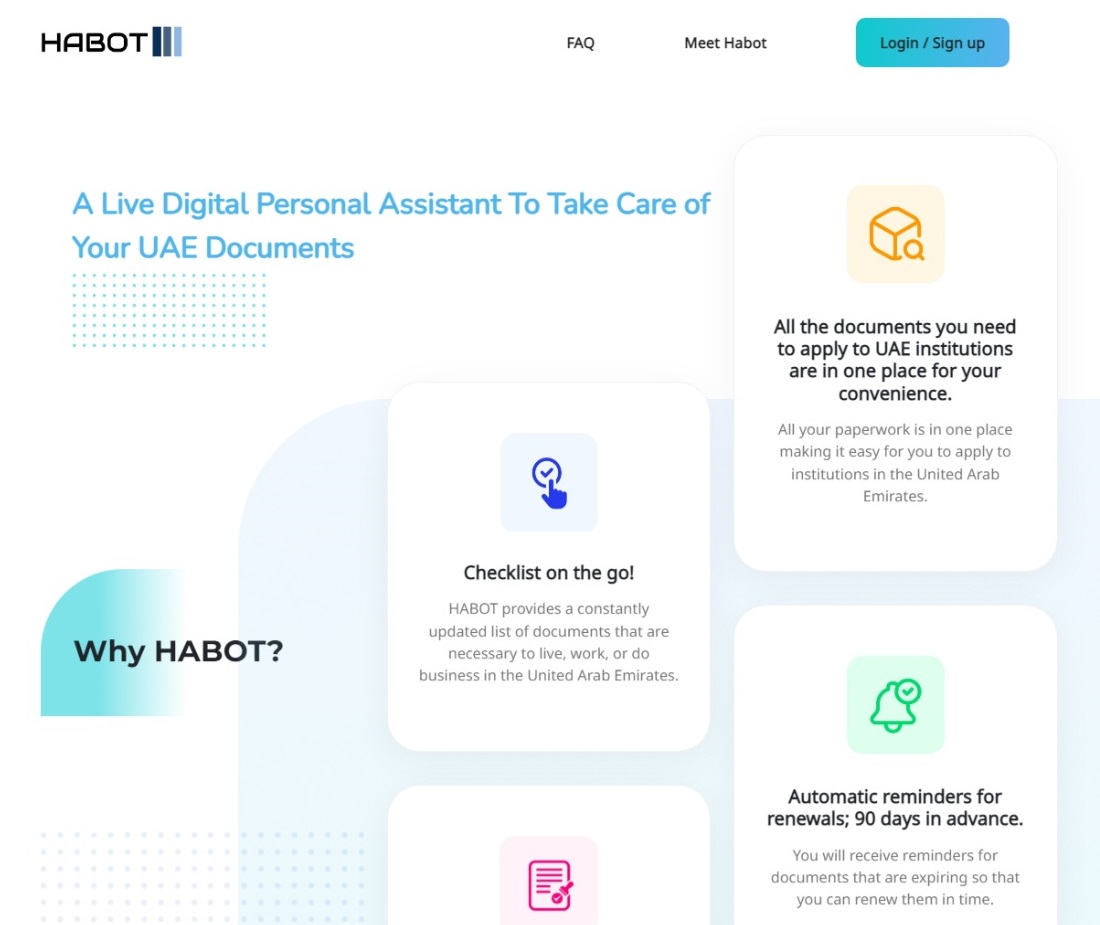 HABOT
FAQ
Meet Habot
Login / Sign up
A Live Digital Personal Assistant To Take Care of
Your UAE Documents
All the documents you need
to apply to UAE institutions
are in one place for your
convenience.
All your paperwork is in one place
making it easy for you to apply to
institutions in the United Arab
Emirates.
Why HABOT?
Checklist on the go!
HABOT provides a constantly
updated list of documents that are
necessary to live, work, or do
business in the United Arab Emirates.
Automatic reminders for
renewals; 90 days in advance.
You will receive reminders for
documents that are expiring so that
you can renew them in time.